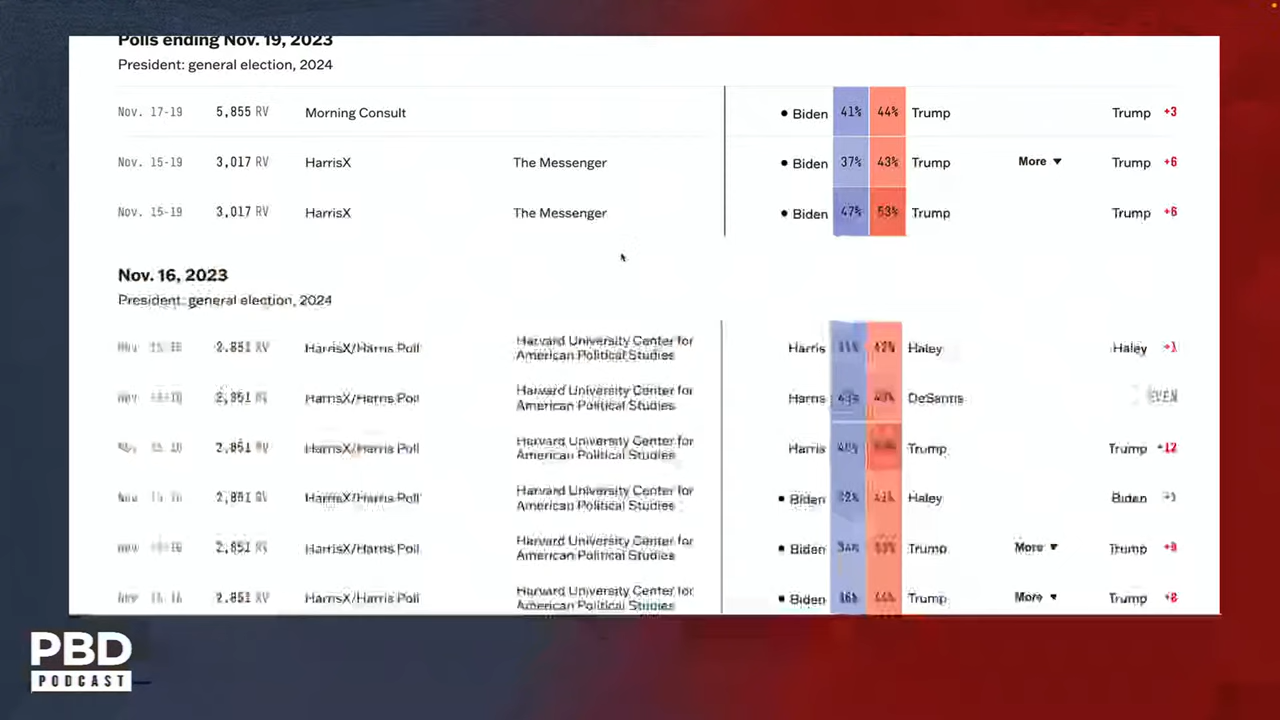 Polls ending Nov. 19, 2023
President: general election, 2024
Nov. 17-19 5,855 RV Morning Consult • Biden 41% 44% Trump Trump +3
Nov. 15-19 3,017 RV HarrisX The Messenger • Biden 37% 43% Trump More ▼ Trump +6
Nov. 15-19 3,017 RV HarrisX The Messenger • Biden 47% 53% Trump Trump +6
Nov. 16, 2023
President: general election, 2024
2,851 RV HarrisX/Harris Poll Harvard University Center for
American Political Studies Harris Haley Haley +1
2,851 HarrisX/Harris Poll Harvard University Center for
American Political Studies Harris DeSantis EVEN
2,851 HarrisX/Harris Poll Harvard University Center for
American Political Studies Harris Trump Trump +12
2,851 HarrisX/Harris Poll Harvard University Center for
American Political Studies • Biden Haley Biden
2,851 HarrisX/Harris Poll Harvard University Center for
American Political Studies • Biden Trump More ▼ Trump
2,851 RV HarrisX/Harris Poll Harvard University Center for
American Political Studies • Biden Trump More ▼ Trump +8
PBD
PODCAST